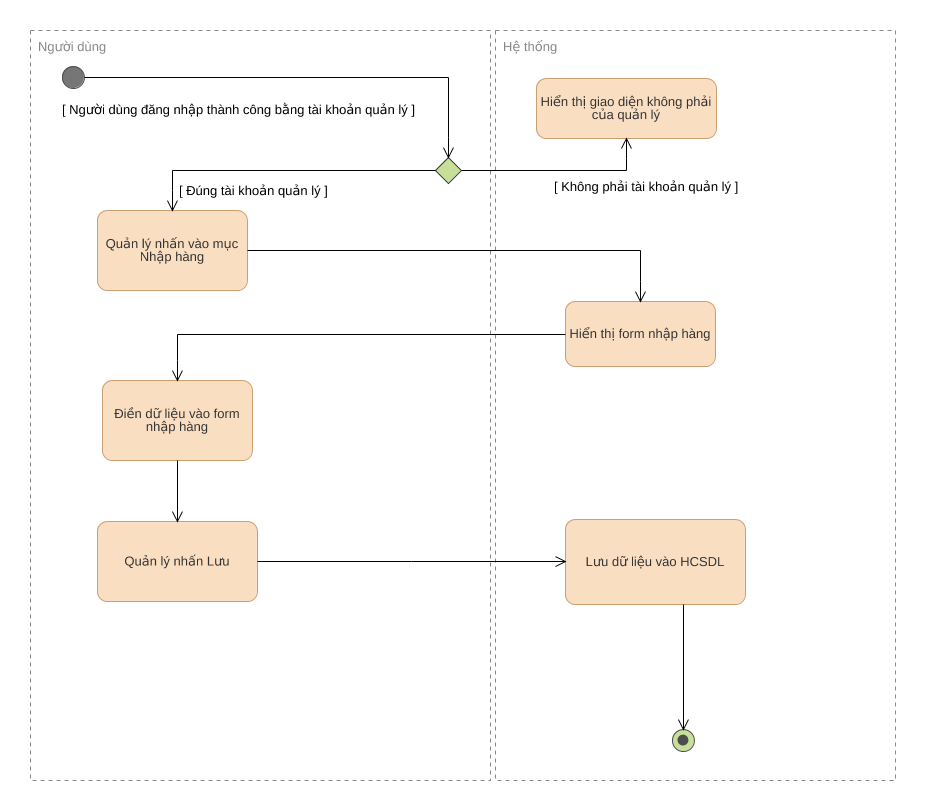 Người dùng
Hệ thống
Hiển thị giao diện không phải
của quản lý
[ Người dùng đăng nhập thành công bằng tài khoản quản lý ]
[ Đúng tài khoản quản lý ]
[ Không phải tài khoản quản lý ]
Quản lý nhấn vào mục
Nhập hàng
Hiển thị form nhập hàng
Điền dữ liệu vào form
nhập hàng
Quản lý nhấn Lưu
Lưu dữ liệu vào HCSDL